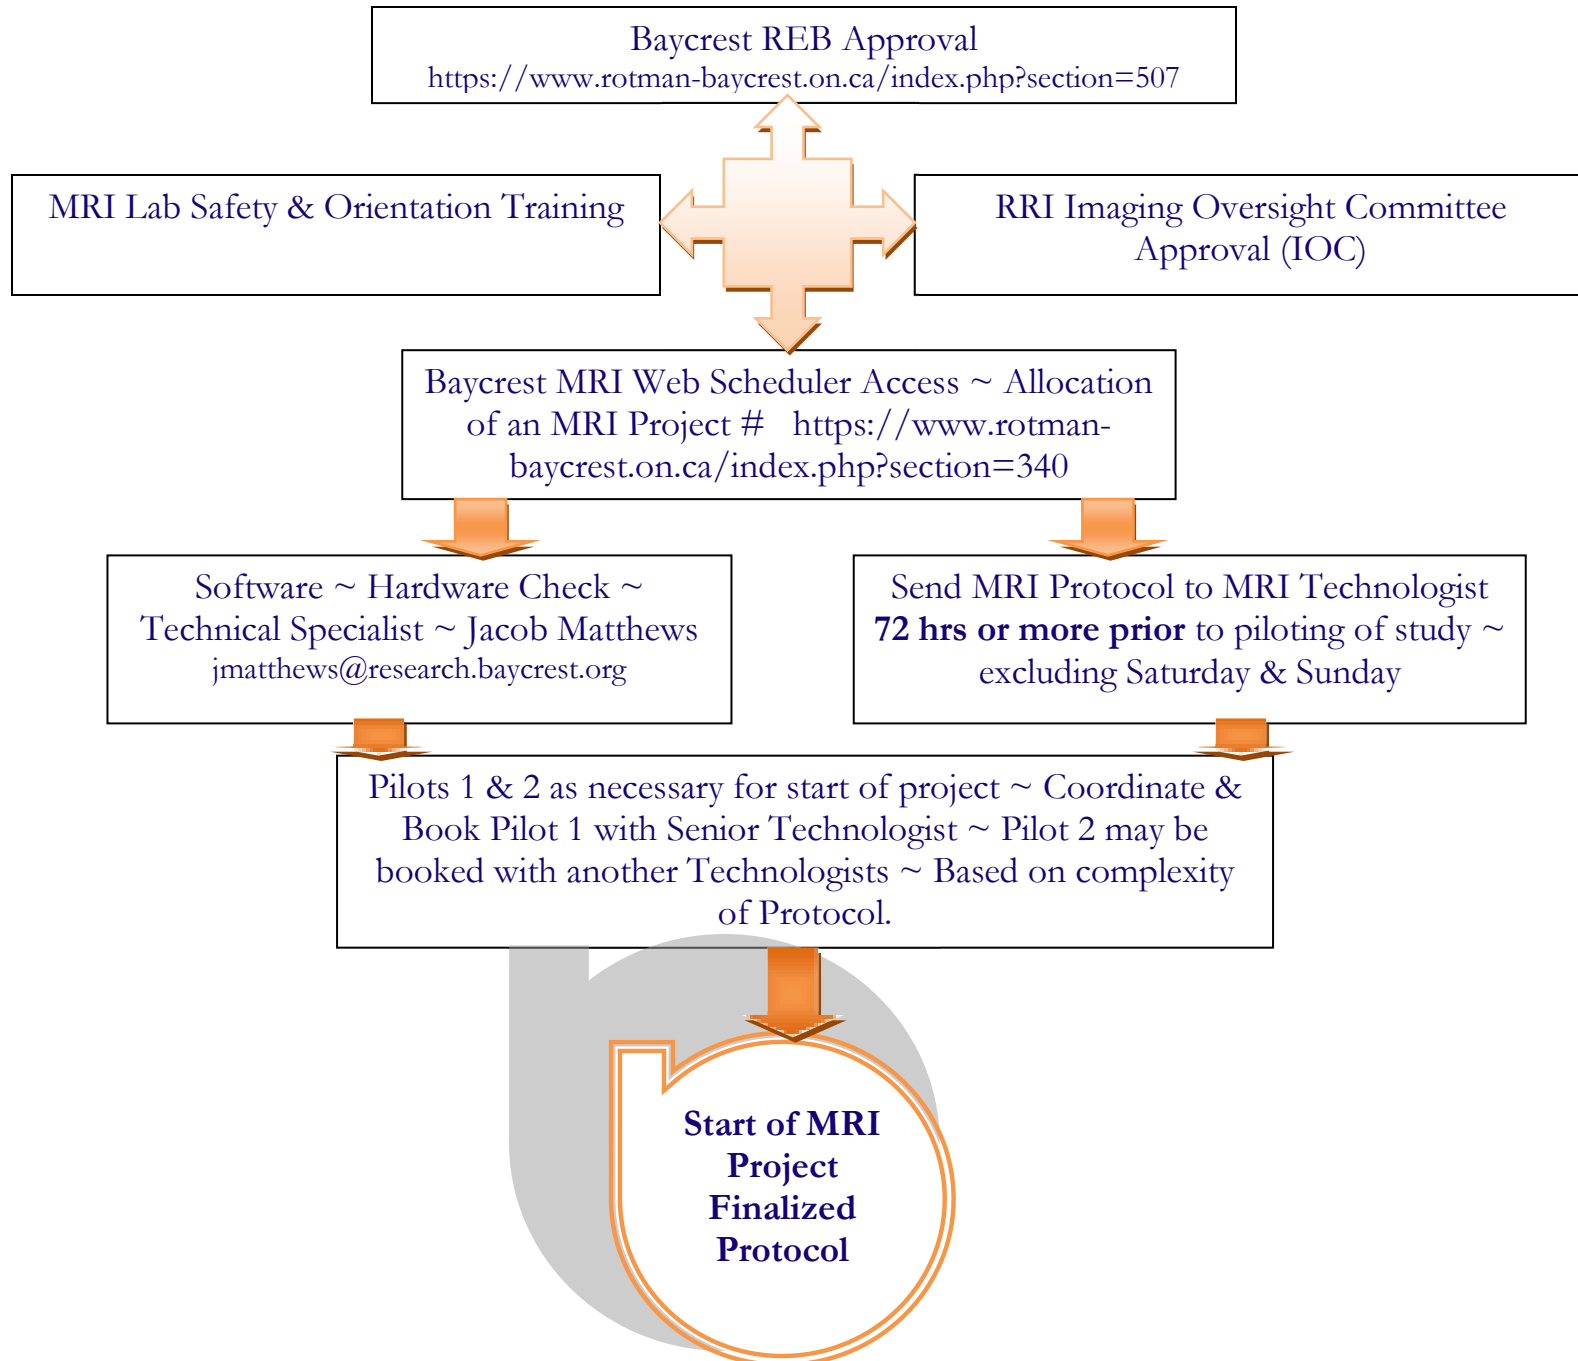 Baycrest REB Approval
https://www.rotman-baycrest.on.ca/index.php?section=507
MRI Lab Safety & Orientation Training
RRI Imaging Oversight Committee
Approval (IOC)
Baycrest MRI Web Scheduler Access ~ Allocation
of an MRI Project #   https://www.rotman-
baycrest.on.ca/index.php?section=340
Software ~ Hardware Check ~
Technical Specialist ~ Jacob Matthews
jmatthews@research.baycrest.org
Send MRI Protocol to MRI Technologist
72 hrs or more prior to piloting of study ~
excluding Saturday & Sunday
Pilots 1 & 2 as necessary for start of project ~ Coordinate &
Book Pilot 1 with Senior Technologist ~ Pilot 2 may be
booked with another Technologists ~ Based on complexity
of Protocol.
Start of MRI
Project
Finalized
Protocol